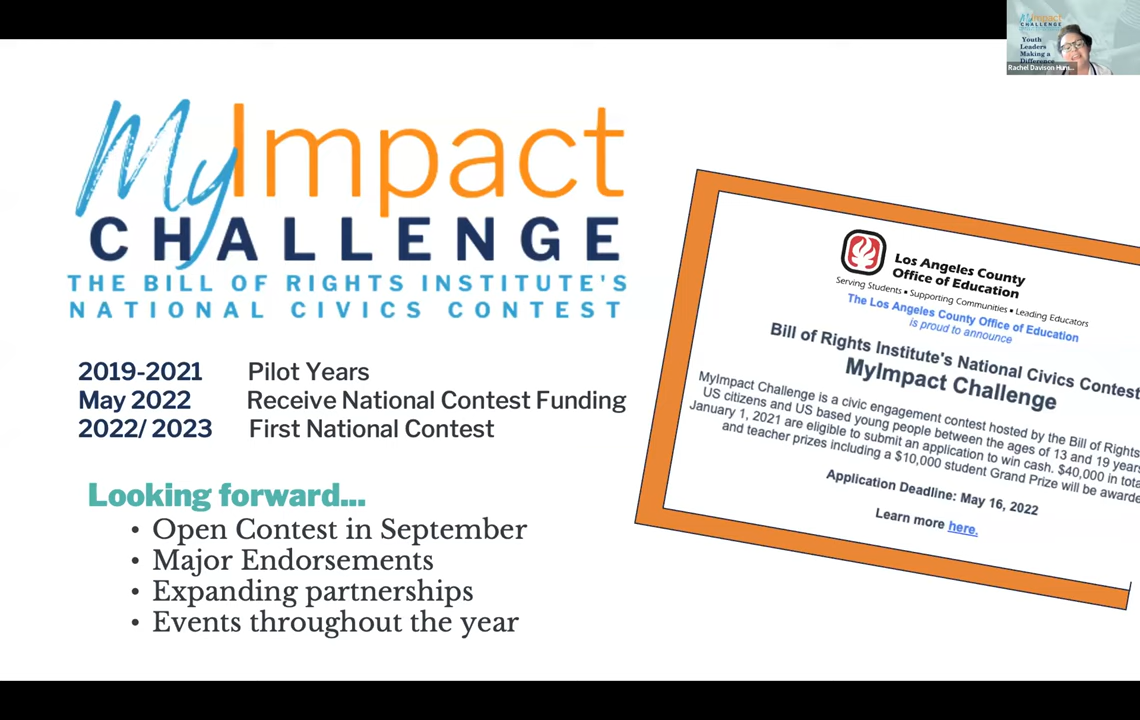 MyImpact
CHALLENGE
THE BILL OF RIGHTS INSTITUTE'S
NATIONAL CIVICS CONTEST
2019-2021 Pilot Years
May 2022 Receive National Contest Funding
2022/ 2023 First National Contest
Looking forward...
• Open Contest in September
• Major Endorsements
• Expanding partnerships
• Events throughout the year
Los Angeles County
Office of Education
Serving Students ▪ Supporting Communities ▪ Leading Educators
The Los Angeles County Office of Education
is proud to announce
Bill of Rights Institute's National Civics Contest
MyImpact Challenge
MyImpact Challenge is a civic engagement contest hosted by the Bill of Rights
US citizens and US based young people between the ages of 13 and 19 years
January 1, 2021 are eligible to submit an application to win cash. $40,000 in
and teacher prizes including a $10,000 student Grand Prize will be
Application Deadline: May 16, 2022
Learn more here.
MyImpact
CHALLENGE
Youth
Leaders
Making a
Difference
Rachel Davison